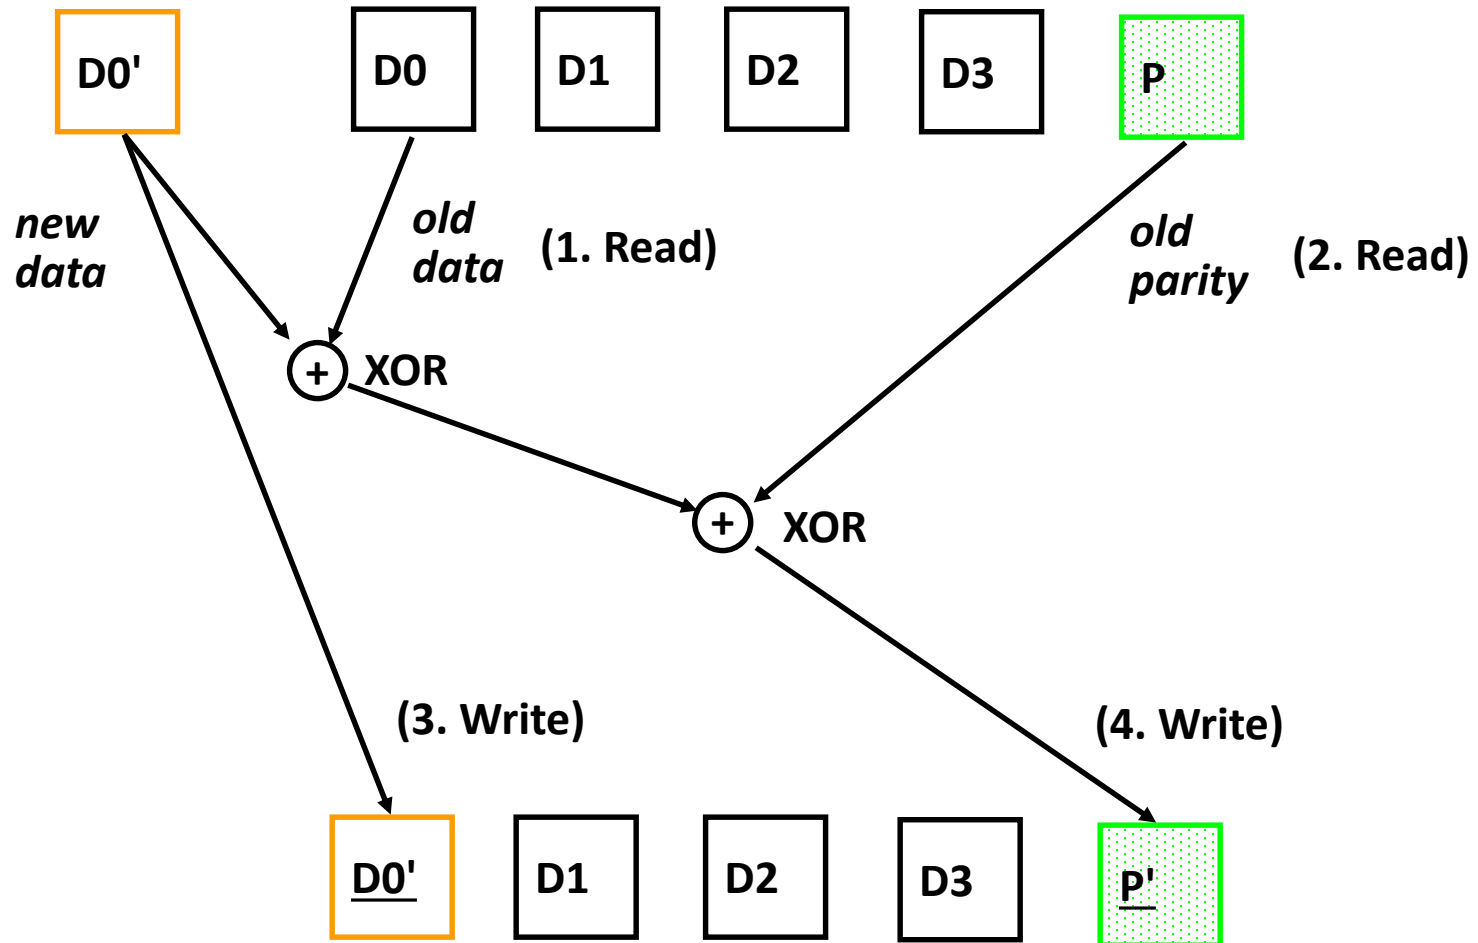 D0'
D0
D1
D2
D3
P
new
data
old
data
(1. Read)
old
parity
(2. Read)
+
XOR
+
XOR
(3. Write)
(4. Write)
D0'
D1
D2
D3
P'